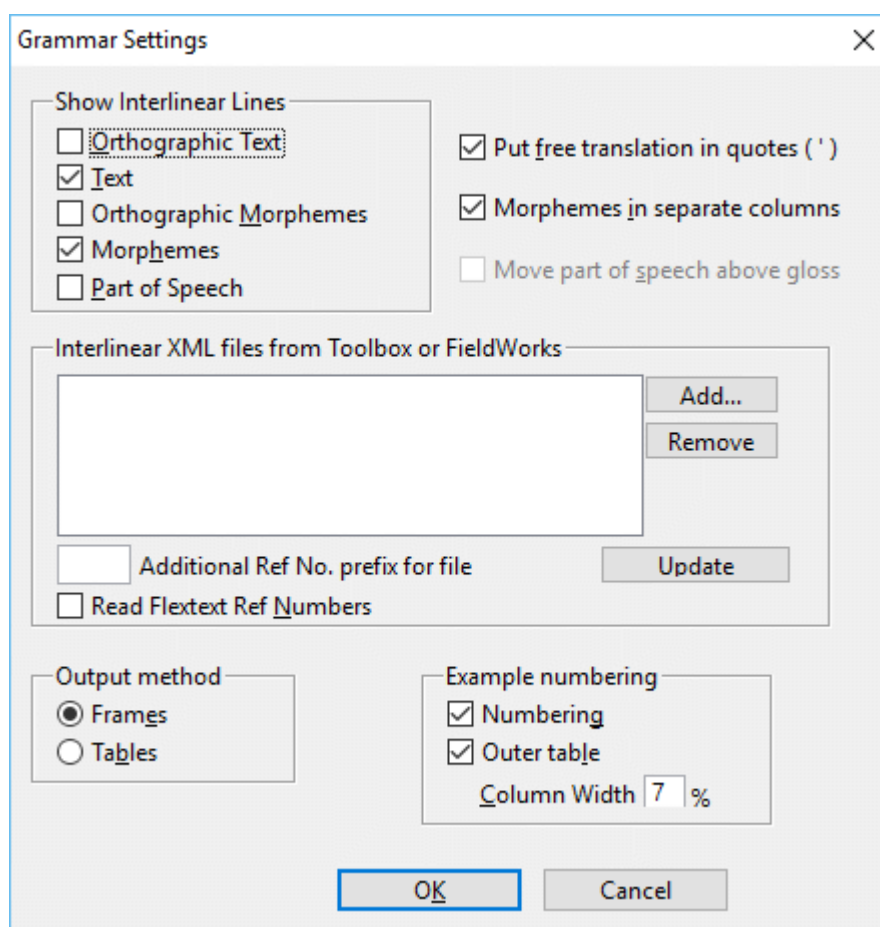 Grammar Settings
Show Interlinear Lines
Orthographic Text
Text
Orthographic Morphemes
Morphemes
Part of Speech
Put free translation in quotes ( ' )
Morphemes in separate columns
Move part of speech above gloss
Interlinear XML files from Toolbox or FieldWorks
Add...
Remove
Additional Ref No. prefix for file
Update
Read Flextext Ref Numbers
Output method
Frames
Tables
Example numbering
Numbering
Outer table
Column Width 7 %
OK
Cancel